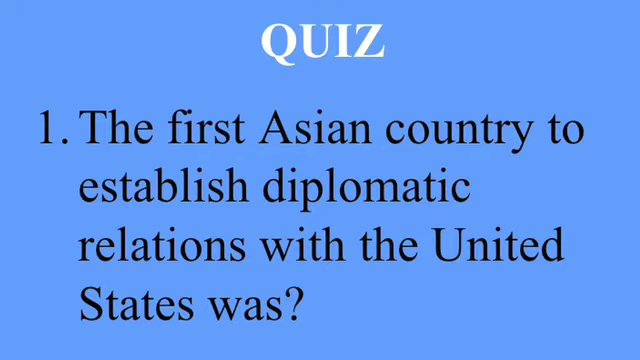 QUIZ
1. The first Asian country to
establish diplomatic
relations with the United
States was?